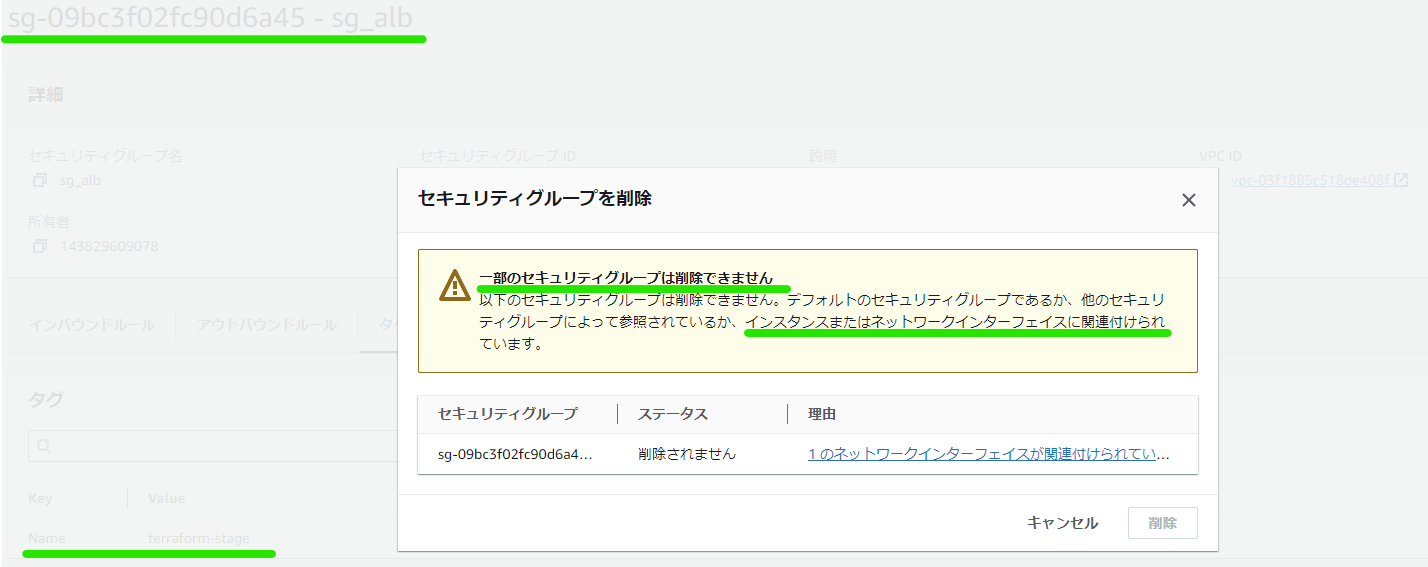 sg-09bc3f02fc90d6a45 - sg_alb
詳細
セキュリティグループ名
セキュリティグループ ID
説明
VPC ID
sg_alb
vpc-03f1885c518de408f
所有者
143829609078
セキュリティグループを削除
一部のセキュリティグループは削除できません
以下のセキュリティグループは削除できません。デフォルトのセキュリティグループであるか、他のセキュリ
ティグループによって参照されているか、インスタンスまたはネットワークインターフェイスに関連付けられ
ています。
インバウンドルール
アウトバウンドルール
タグ
セキュリティグループ
ステータス
理由
sg-09bc3f02fc90d6a4...
削除されません
1 のネットワークインターフェイスが関連付けられてい...
キャンセル
削除
Key
Value
Name
terraform-stage